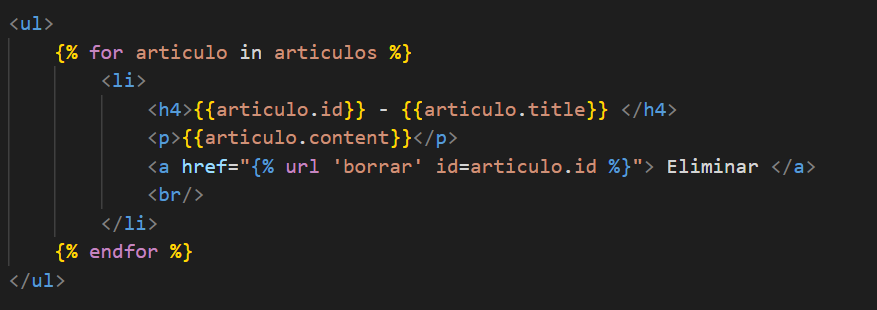 <ul>
{% for articulo in articulos %}
<li>
<h4>{{articulo.id}} - {{articulo.title}} </h4>
<p>{{articulo.content}}</p>
<a href="{% url 'borrar' id=articulo.id %}"> Eliminar </a>
<br/>
</li>
{% endfor %}
</ul>